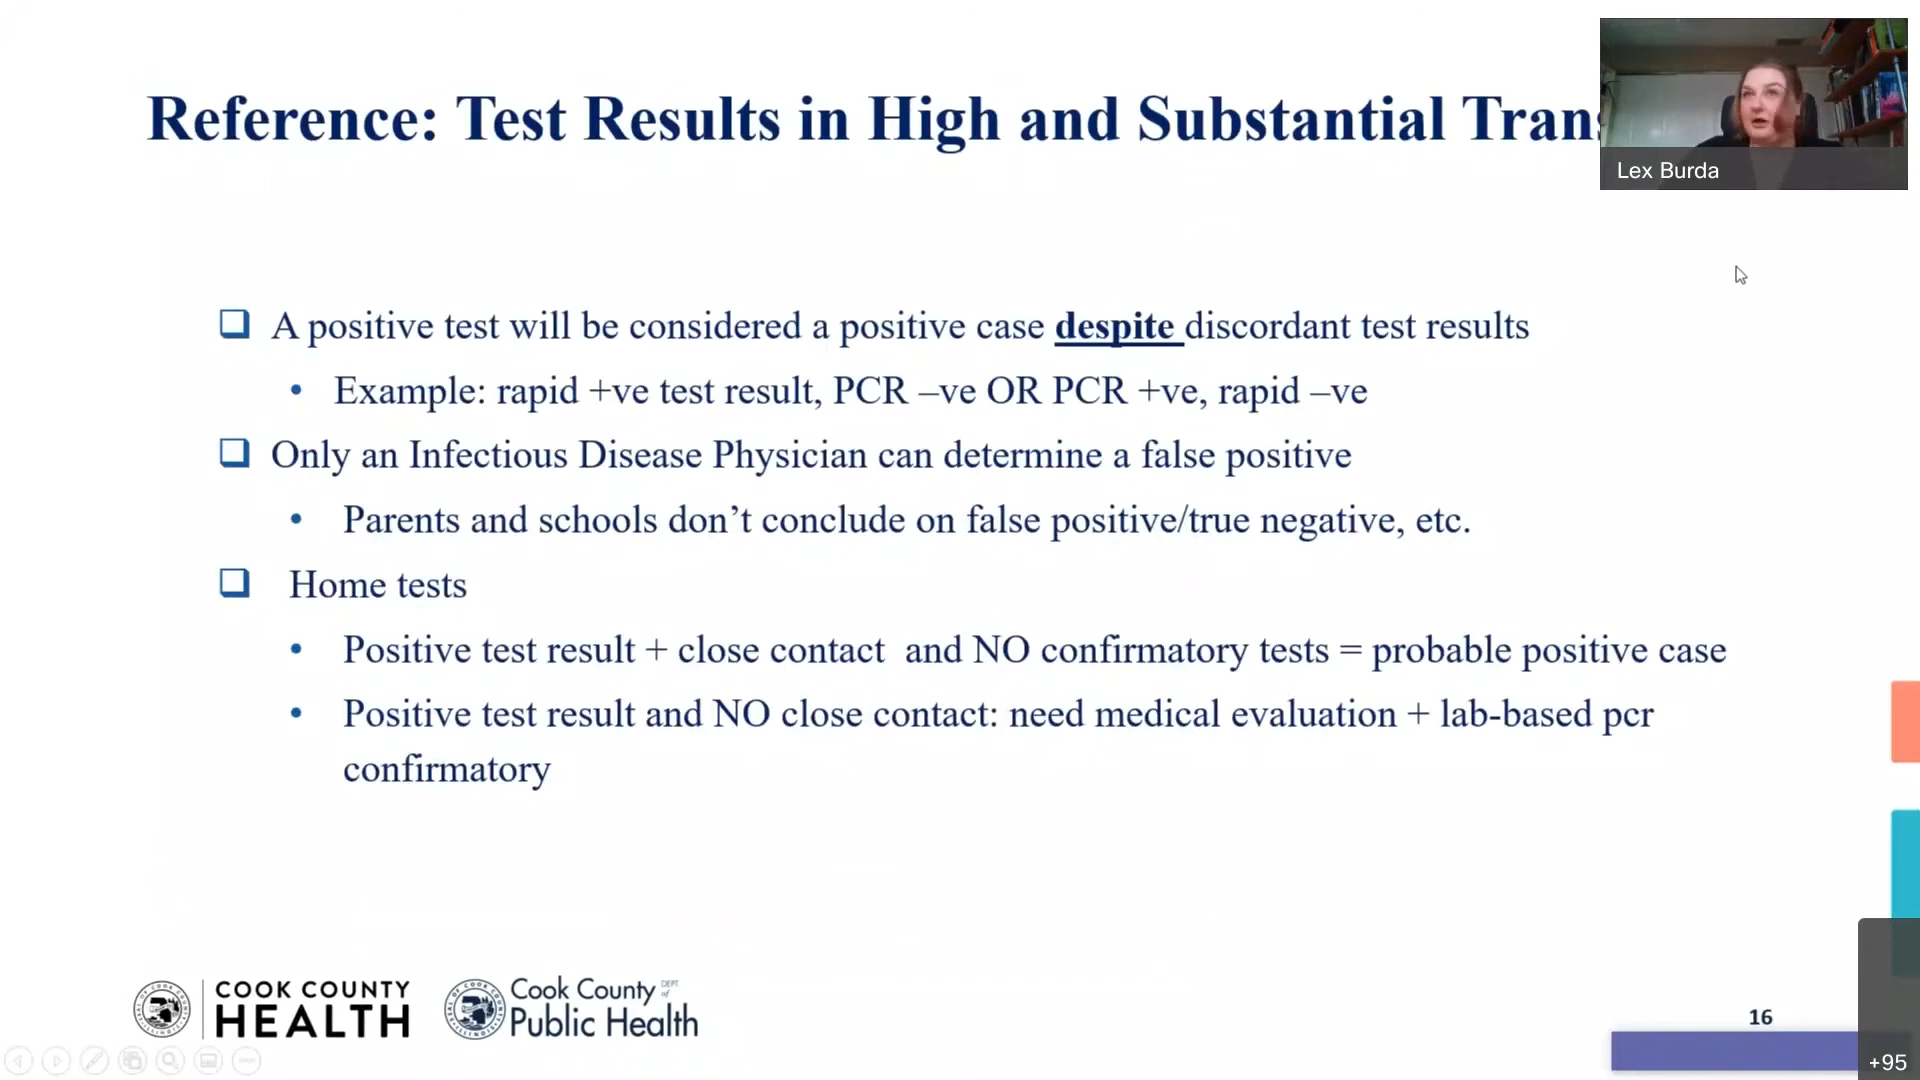 Reference: Test Results in High and Substantial Trans
Lex Burda
A positive test will be considered a positive case despite discordant test results
• Example: rapid +ve test result, PCR –ve OR PCR +ve, rapid –ve
Only an Infectious Disease Physician can determine a false positive
• Parents and schools don’t conclude on false positive/true negative, etc.
Home tests
• Positive test result + close contact and NO confirmatory tests = probable positive case
• Positive test result and NO close contact: need medical evaluation + lab-based pcr
confirmatory
COOK COUNTY
HEALTH
Cook County DEPT. of
Public Health
16
+95